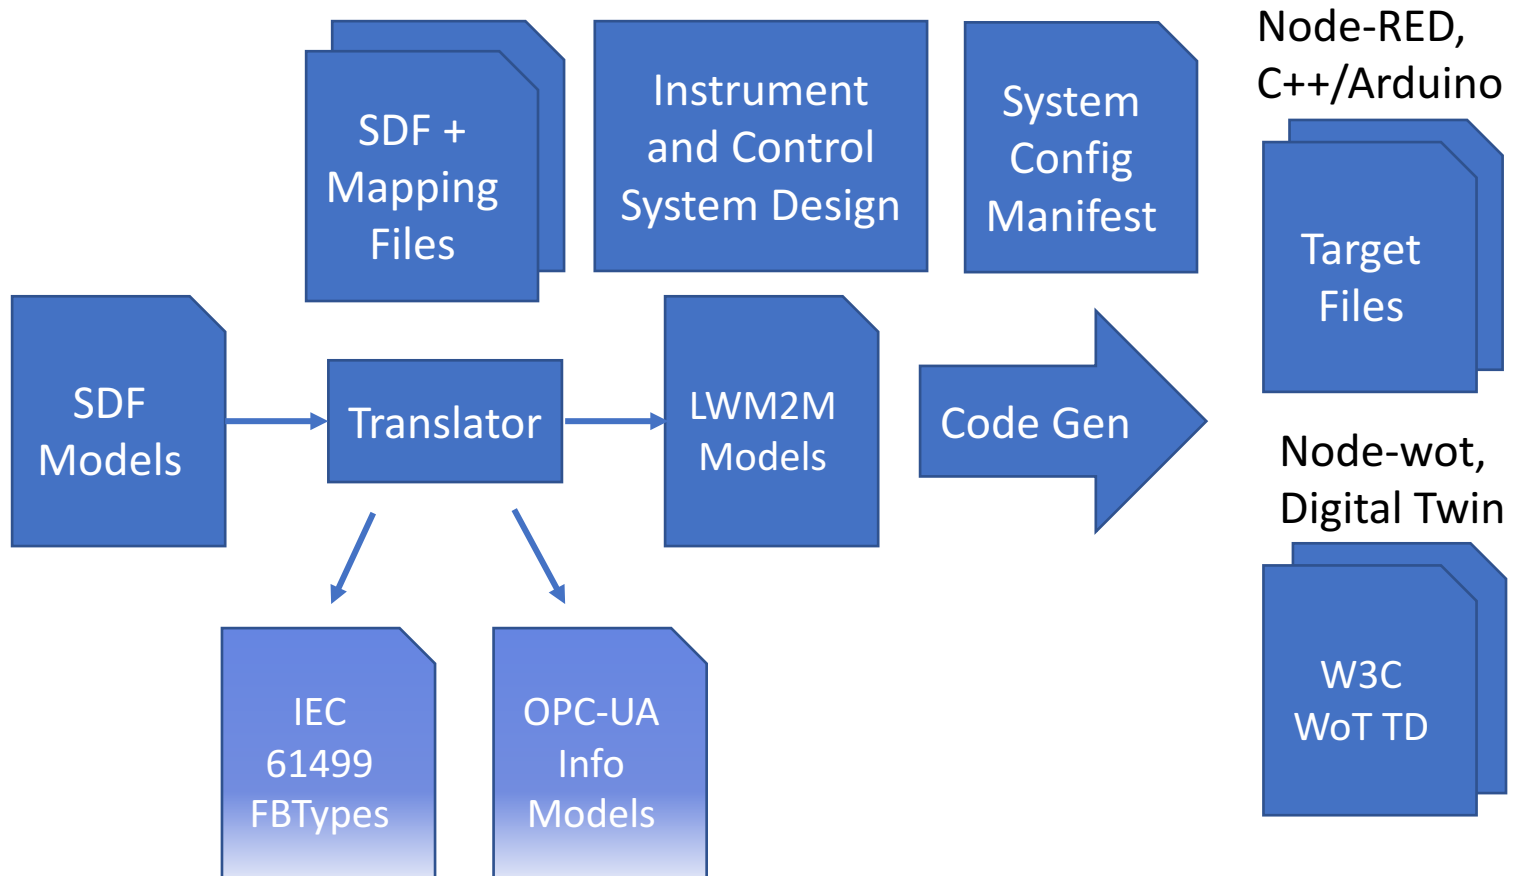 SDF +
Mapping
Files
Instrument
and Control
System Design
System
Config
Manifest
Node-RED,
C++/Arduino
Target
Files
SDF
Models
Translator
LWM2M
Models
Code Gen
Node-wot,
Digital Twin
IEC
61499
FBTypes
OPC-UA
Info
Models
W3C
WoT TD